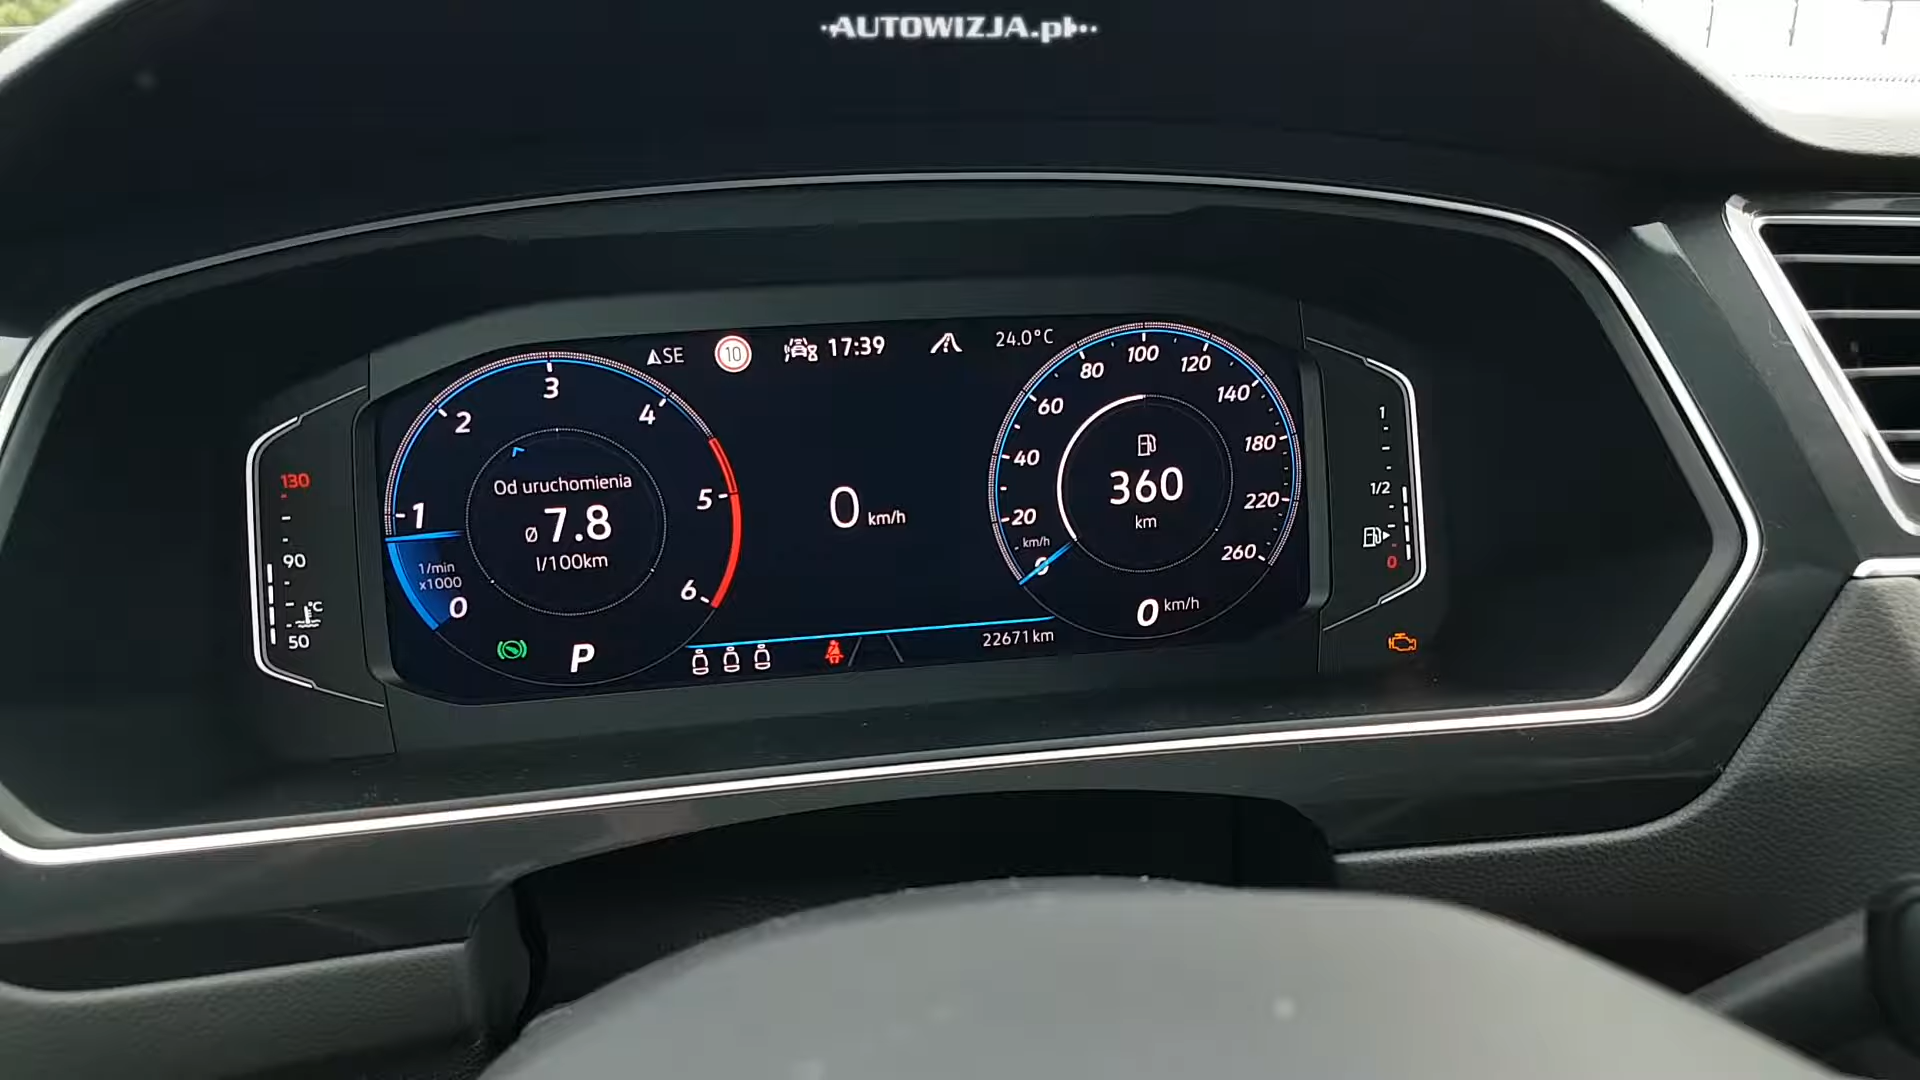 AUTOWIZJA.pl
SE
10
17:39
24.0°C
1
2
3
4
5
6
0
1/min
x1000
Od uruchomienia
ø 7.8
l/100km
P
0 km/h
22671 km
0
20
40
60
80
100
120
140
180
220
260
km/h
360
km
0 km/h
130
90
°C
50
1
1/2
0